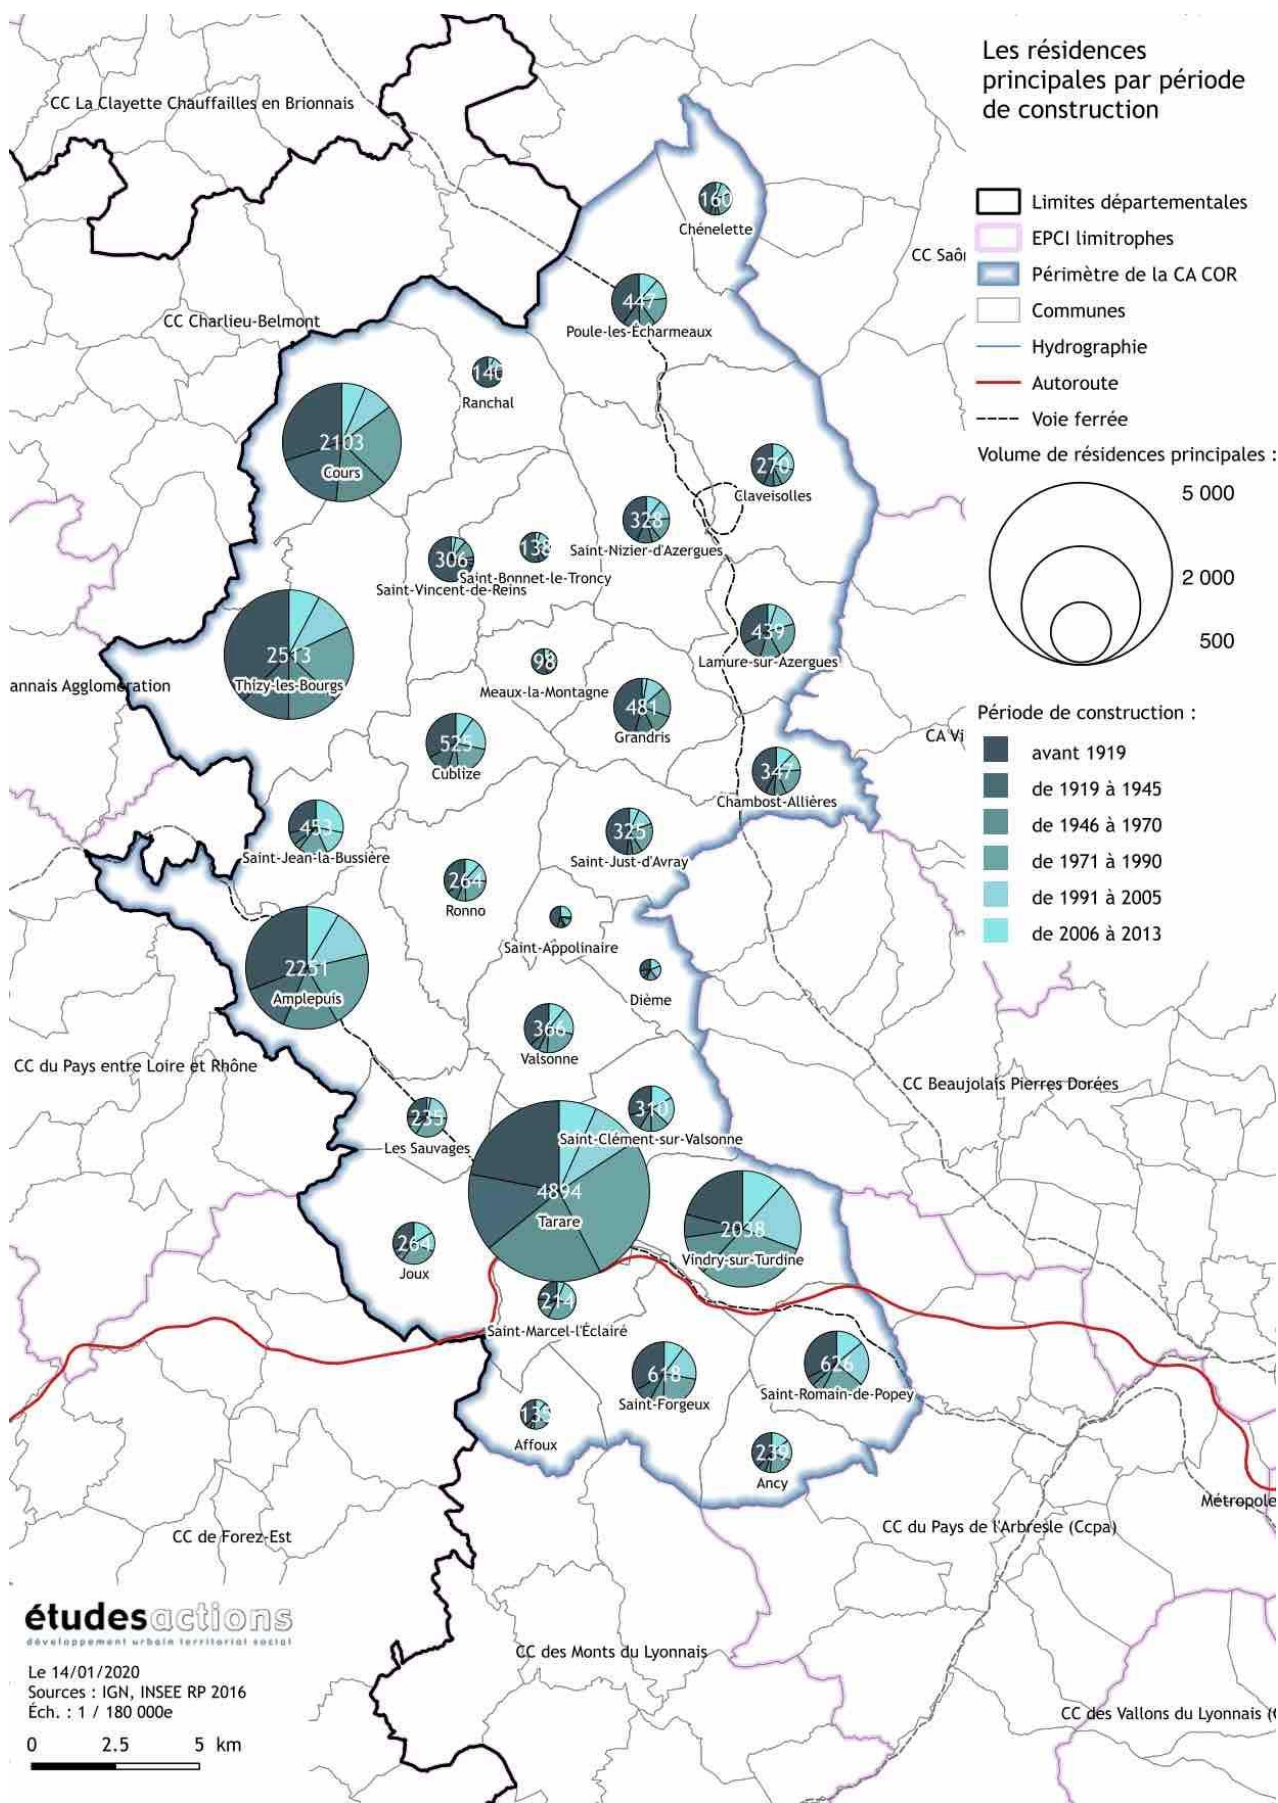 Les résidences
principales par période
de construction
Limites départementales
EPCI limitrophes
Périmètre de la CA COR
Communes
Hydrographie
Autoroute
Voie ferrée
Volume de résidences principales :
5 000
2 000
500
Période de construction :
avant 1919
de 1919 à 1945
de 1946 à 1970
de 1971 à 1990
de 1991 à 2005
de 2006 à 2013
CC La Clayette Chauffailles en Brionnais
160
Chénelette
CC Saôn
447
Poule-les-Écharmeaux
CC Charlieu-Belmont
140
Ranchal
2103
Cours
270
Claveisolles
328
Saint-Nizier-d'Azergues
138
Saint-Bonnet-le-Troncy
306
Saint-Vincent-de-Reins
439
Lamure-sur-Azergues
2513
Thizy-les-Bourgs
98
Meaux-la-Montagne
annais Agglomération
481
Grandris
CA Vi
525
Cublize
347
Chambost-Allières
453
Saint-Jean-la-Bussière
325
Saint-Just-d'Avray
264
Ronno
Saint-Appolinaire
2251
Amplepuis
Dième
366
Valsonne
CC du Pays entre Loire et Rhône
CC Beaujolais Pierres Dorées
235
Les Sauvages
310
Saint-Clément-sur-Valsonne
4894
Tarare
2038
Vindry-sur-Turdine
264
Joux
214
Saint-Marcel-l'Éclairé
618
Saint-Forgeux
626
Saint-Romain-de-Popey
Affoux
239
Ancy
Métropole
CC du Pays de l'Arbresle (Ccpa)
CC de Forez-Est
CC des Monts du Lyonnais
CC des Vallons du Lyonnais (
étudesactions
développement urbain territorial social
Le 14/01/2020
Sources : IGN, INSEE RP 2016
Éch. : 1 / 180 000e
0 2.5 5 km